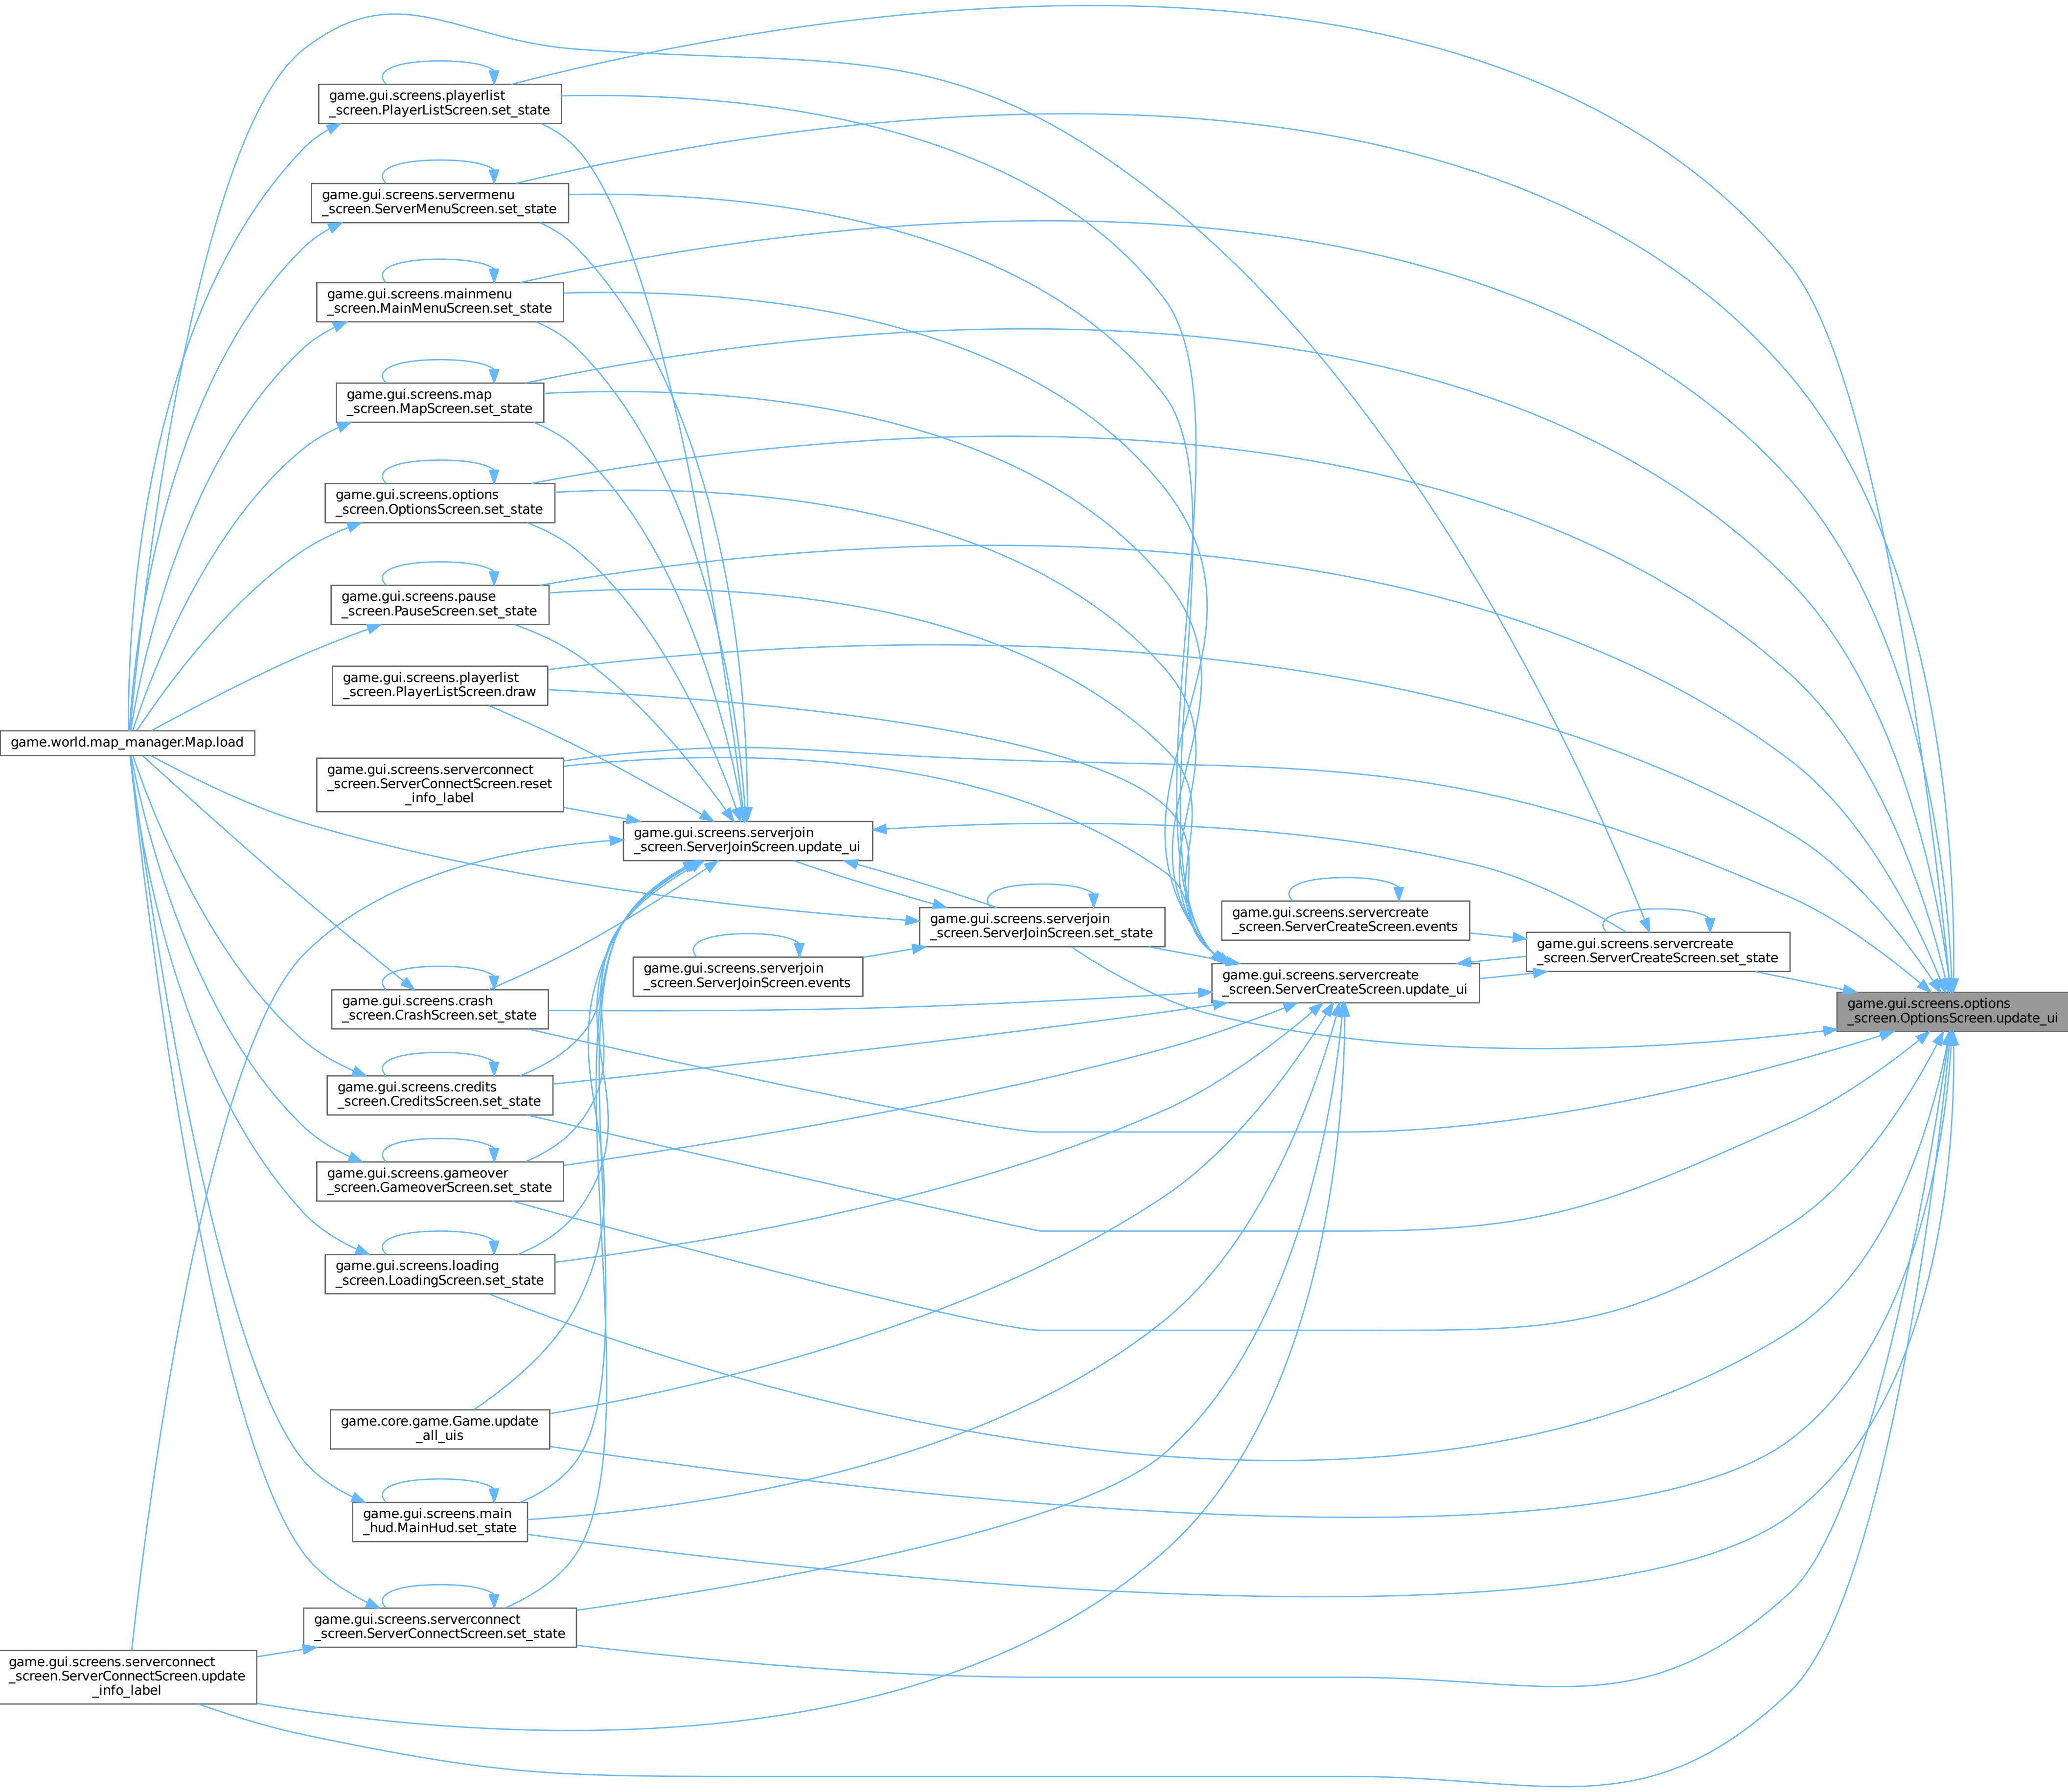 game.gui.screens.playerlist
_screen.PlayerListScreen.set_state
game.gui.screens.servermenu
_screen.ServerMenuScreen.set_state
game.gui.screens.mainmenu
_screen.MainMenuScreen.set_state
game.gui.screens.map
_screen.MapScreen.set_state
game.gui.screens.options
_screen.OptionsScreen.set_state
game.gui.screens.pause
_screen.PauseScreen.set_state
game.gui.screens.playerlist
_screen.PlayerListScreen.draw
game.world.map_manager.Map.load
game.gui.screens.serverconnect
_screen.ServerConnectScreen.reset
_info_label
game.gui.screens.serverjoin
_screen.ServerJoinScreen.update_ui
game.gui.screens.serverjoin
_screen.ServerJoinScreen.set_state
game.gui.screens.servercreate
_screen.ServerCreateScreen.events
game.gui.screens.servercreate
_screen.ServerCreateScreen.set_state
game.gui.screens.serverjoin
_screen.ServerJoinScreen.events
game.gui.screens.servercreate
_screen.ServerCreateScreen.update_ui
game.gui.screens.options
_screen.OptionsScreen.update_ui
game.gui.screens.crash
_screen.CrashScreen.set_state
game.gui.screens.credits
_screen.CreditsScreen.set_state
game.gui.screens.gameover
_screen.GameoverScreen.set_state
game.gui.screens.loading
_screen.LoadingScreen.set_state
game.core.game.Game.update
_all_uis
game.gui.screens.main
_hud.MainHud.set_state
game.gui.screens.serverconnect
_screen.ServerConnectScreen.set_state
game.gui.screens.serverconnect
_screen.ServerConnectScreen.update
_info_label